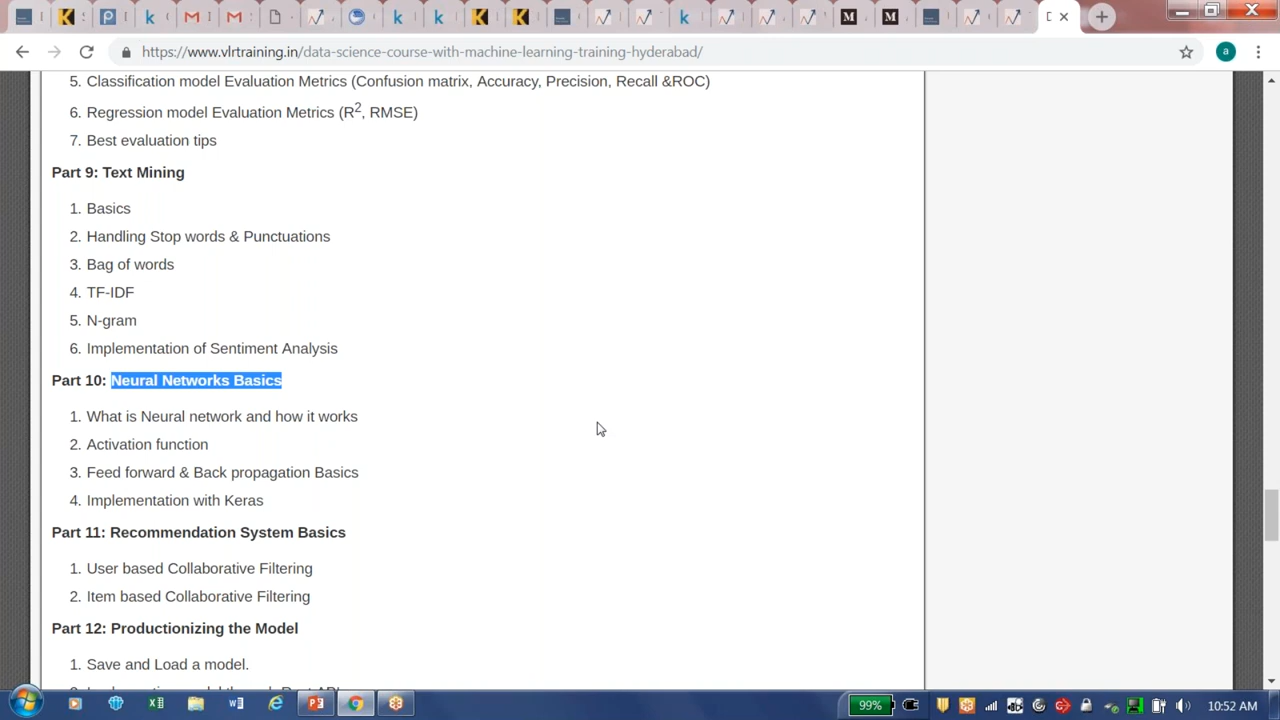 https://www.vlrtraining.in/data-science-course-with-machine-learning-training-hyderabad/
a
5. Classification model Evaluation Metrics (Confusion matrix, Accuracy, Precision, Recall &ROC)
6. Regression model Evaluation Metrics (R2, RMSE)
7. Best evaluation tips
Part 9: Text Mining
1. Basics
2. Handling Stop words & Punctuations
3. Bag of words
4. TF-IDF
5. N-gram
6. Implementation of Sentiment Analysis
Part 10: Neural Networks Basics
1. What is Neural network and how it works
2. Activation function
3. Feed forward & Back propagation Basics
4. Implementation with Keras
Part 11: Recommendation System Basics
1. User based Collaborative Filtering
2. Item based Collaborative Filtering
Part 12: Productionizing the Model
1. Save and Load a model.
99%
10:52 AM